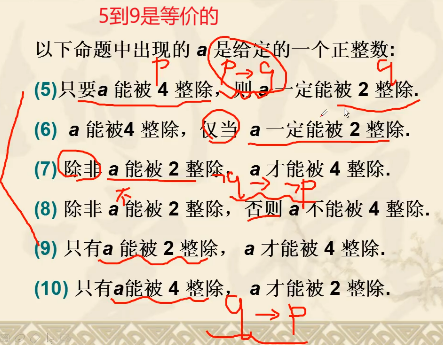 5到9是等价的
以下命题中出现的 a 是给定的一个正整数:
p p→q q
(5)只要a 能被 4 整除，则 a 一定能被 2 整除.
(6) a 能被4 整除，仅当 a 一定能被 2 整除.
(7) 除非 a 能被 2 整除， a 才能被 4 整除.
¬q → ¬p
(8) 除非 a 能被 2 整除，否则 a 不能被 4 整除.
(9) 只有a 能被 2 整除， a 才能被 4 整除.
(10) 只有a能被 4 整除， a 才能被 2 整除.
q → p